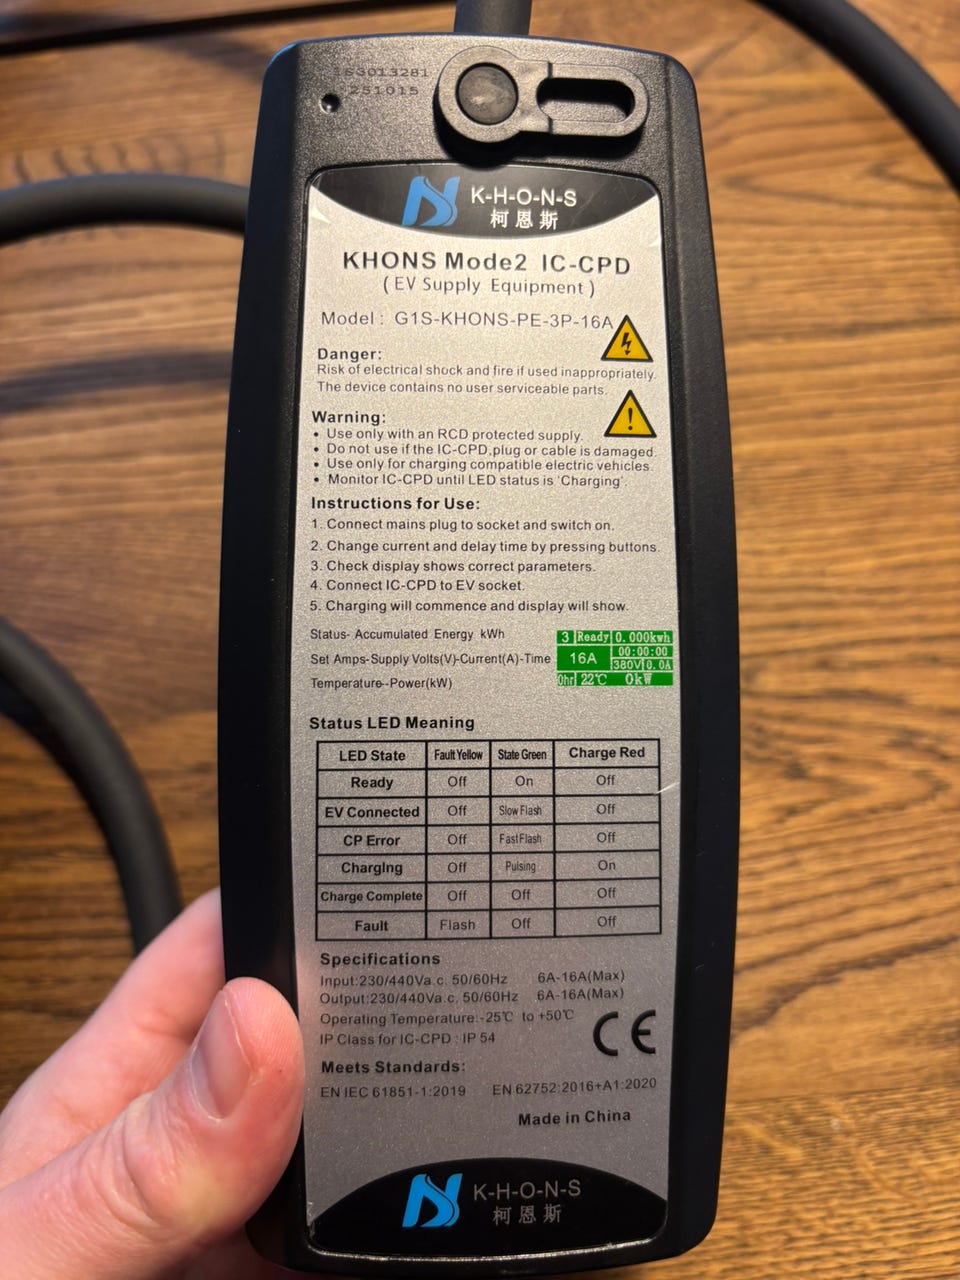 251015
K-H-O-N-S
柯恩斯
KHONS Mode2 IC-CPD
( EV Supply Equipment )
Model : G1S-KHONS-PE-3P-16A
Danger:
Risk of electrical shock and fire if used inappropriately.
The device contains no user serviceable parts.
Warning:
• Use only with an RCD protected supply.
• Do not use if the IC-CPD,plug or cable is damaged.
• Use only for charging compatible electric vehicles.
• Monitor IC-CPD until LED status is 'Charging'.
Instructions for Use:
1. Connect mains plug to socket and switch on.
2. Change current and delay time by pressing buttons.
3. Check display shows correct parameters.
4. Connect IC-CPD to EV socket.
5. Charging will commence and display will show.
Status- Accumulated Energy kWh
3 Ready 0.000kwh
Set Amps-Supply Volts(V)-Current(A)-Time
16A 00:00:00
380V 0.0A
Temperature--Power(kW)
0hr 22℃ 0kW
Status LED Meaning
LED State Fault Yellow State Green Charge Red
Ready Off On Off
EV Connected Off Slow Flash Off
CP Error Off Fast Flash Off
Charging Off Pulsing On
Charge Complete Off Off Off
Fault Flash Off Off
Specifications
Input:230/440Va.c. 50/60Hz 6A-16A(Max)
Output:230/440Va.c. 50/60Hz 6A-16A(Max)
Operating Temperature:-25℃ to +50℃
IP Class for IC-CPD : IP 54
CE
Meets Standards:
EN IEC 61851-1:2019 EN 62752:2016+A1:2020
Made in China
K-H-O-N-S
柯恩斯